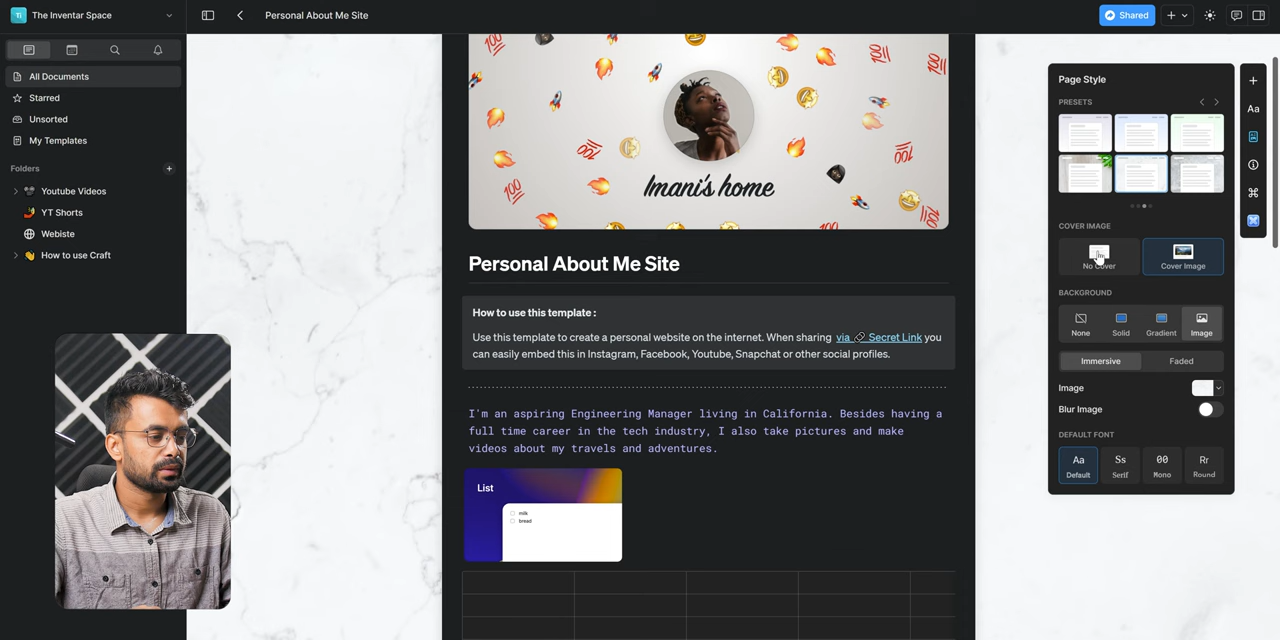 Ti The Inventar Space
Personal About Me Site
Shared
All Documents
Starred
Unsorted
My Templates
Folders
Youtube Videos
YT Shorts
Webiste
How to use Craft
Imani's home
Personal About Me Site
How to use this template :
Use this template to create a personal website on the internet. When sharing via Secret Link you
can easily embed this in Instagram, Facebook, Youtube, Snapchat or other social profiles.
I'm an aspiring Engineering Manager living in California. Besides having a
full time career in the tech industry, I also take pictures and make
videos about my travels and adventures.
List
milk
bread
Page Style
PRESETS
COVER IMAGE
No Cover
Cover Image
BACKGROUND
None
Solid
Gradient
Image
Immersive
Faded
Image
Blur Image
DEFAULT FONT
Aa
Ss
00
Rr
Default
Serif
Mono
Round
Aa